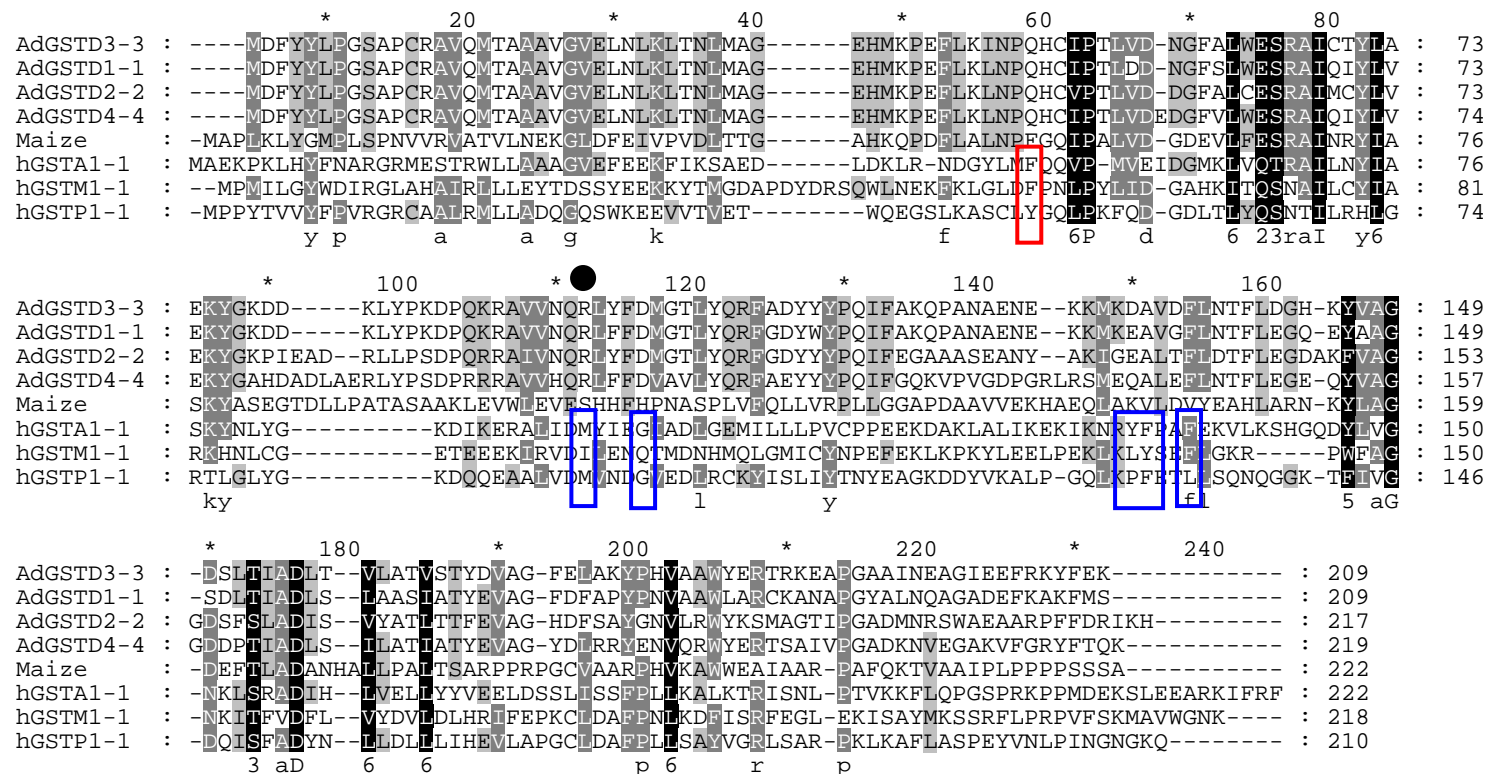 * 20 * 40 * 60 * 80
AdGSTD3-3 : ----MDFYYLPGSAPCRAVQMTAAAVGVELNLKLTNLMAG------EHMKPEFLKINPQHCIPTLVD-NGFALWESRAICTYLA : 73
AdGSTD1-1 : ----MDFYYLPGSAPCRAVQMTAAAVGVELNLKLTNLMAG------EHMKPEFLKLNPQHCIPTLDD-NGFSLWESRAIQIYLV : 73
AdGSTD2-2 : ----MDFYYLPGSAPCRAVQMTAAAVGVELNLKLTNLMAG------EHMKPEFLKLNPQHCVPTLVD-DGFALCESRAIMCYLA : 73
AdGSTD4-4 : ----MDFYYLPGSAPCRAVQMTAAAVGVELNLKLTNLMAG------EHMKPEFLKLNPQHCIPTLVDEDGFVLWESRAIQIYLV : 74
Maize : -MAPLKLYGMPLSPNVVRVATVLNEKGLDFEIVPVDLTTG------AHKQPDFLALNPFGQIPALVD-GDEVLFESRAINRYIA : 76
hGSTA1-1 : MAEKPKLHYFNARGRMESTRWLLAAAGVEFEEKFIKSAED------LDKLR-NDGYLMFQQVP-MVEIDGMKLVQTRAILNYIA : 76
hGSTM1-1 : --MPMILGYWDIRGLAHAIRLLLEYTDSSYEEKKYTMGDAPDYDRSQWLNEKFKLGLDFPNLPYLID-GAHKITQSNAILCYIA : 81
hGSTP1-1 : --MPPYTVVYFPVRGRCAALRMLLADQGQSWKEEVVTVET--------WQEGSLKASCLYGQLPKFQD-GDLTLYQSNTILRHLG : 74
y p a a g k f 6P d 6 23raI y6
* 100 * 120 * 140 * 160
AdGSTD3-3 : EKYGKDD-----KLYPKDPQKRAVVNQRLYFDMGTLYQRFADYYYPQIFAKQPANAENE--KKMKDAVDFLNTFLDGH-KYVAG : 149
AdGSTD1-1 : EKYGKDD-----KLYPKDPQKRAVVNQRLFFDMGTLYQRFGDYWYPQIFAKQPANAENE--KKMKEAVGFLNTFLEGQ-EYAAG : 149
AdGSTD2-2 : EKYGKPIEAD--RLLPSDPQRRAIVNQRLYFDMGTLYQRFGDYYYPQIFEGAAASEANY--AKIGEALTFLDTFLEGDAKFVAG : 153
AdGSTD4-4 : EKYGAHDADLAERLYPSDPRRRAVVHQRLFFDVAVLYQRFAEYYYPQIFGQKVPVGDPGRLRSMEQALEFLNTFLEGE-QYVAG : 157
Maize : SKYASEGTDLLPATASAAKLEVWLEVESHHFHPNASPLVFQLLVRPLLGGAPDAAVVEKHAEQLAKVLDVYEAHLARN-KYLAG : 159
hGSTA1-1 : SKYNLYG------------KDIKERALIDMYIEGIADLGEMILLLPVCPPEEKDAKLALIKEKIKNRYFPAFEKVLKSHGQDYLVG : 150
hGSTM1-1 : RKHNLCG------------ETEEEKIRVDILENQTMDNHMQLGMICYNPEFEKLKPKYLEELPEKLKLYSEFLGKR-----PWFAG : 150
hGSTP1-1 : RTLGLYG------------KDQQEAALVDMVNDGVEDLRCKYISLIYTNYEAGKDDYVKALP-GQLKPFETLLSQNQGGK-TFIVG : 146
ky l y fl 5 aG
* 180 * 200 * 220 * 240
AdGSTD3-3 : -DSLTIADLT--VLATVSTYDVAG-FELAKYPHVAAWYERTRKEAPGAAINEAGIEEFRKYFEK------------ : 209
AdGSTD1-1 : -SDLTIADLS--LAASIATYEVAG-FDFAPYPNVAAWLARCKANAPGYALNQAGADEFKAKFMS------------ : 209
AdGSTD2-2 : GDSFSLADIS--VYATLTTFEVAG-HDFSAYGNVLRWYKSMAGTIPGADMNRSWAEAARPFFDRIKH--------- : 217
AdGSTD4-4 : GDDPTIADLS--ILATIATYEVAG-YDLRRYENVQRWYERTSAIVPGADKNVEGAKVFGRYFTQK----------- : 219
Maize : -DEFTLADANHALLPALTSARPPRPGCVAARPHVKAWWEAIAAR-PAFQKTVAAIPLPPPPSSSA----------- : 222
hGSTA1-1 : -NKLSRADIH--LVELLYYVEELDSSLISSFPLLKALKTRISNL-PTVKKFLQPGSPRKPPMDEKSLEEARKIFRF : 222
hGSTM1-1 : -NKITFVDFL--VYDVLDLHRIFEPKCLDAFPNLKDFISRFEGL-EKISAYMKSSRFLPRPVFSKMAVWGNK---- : 218
hGSTP1-1 : -DQISFADYN--LLDLLLIHEVLAPGCLDAFPLLSAYVGRLSAR-PKLKAFLASPEYVNLPINGNGKQ-------- : 210
3 aD 6 6 p 6 r p